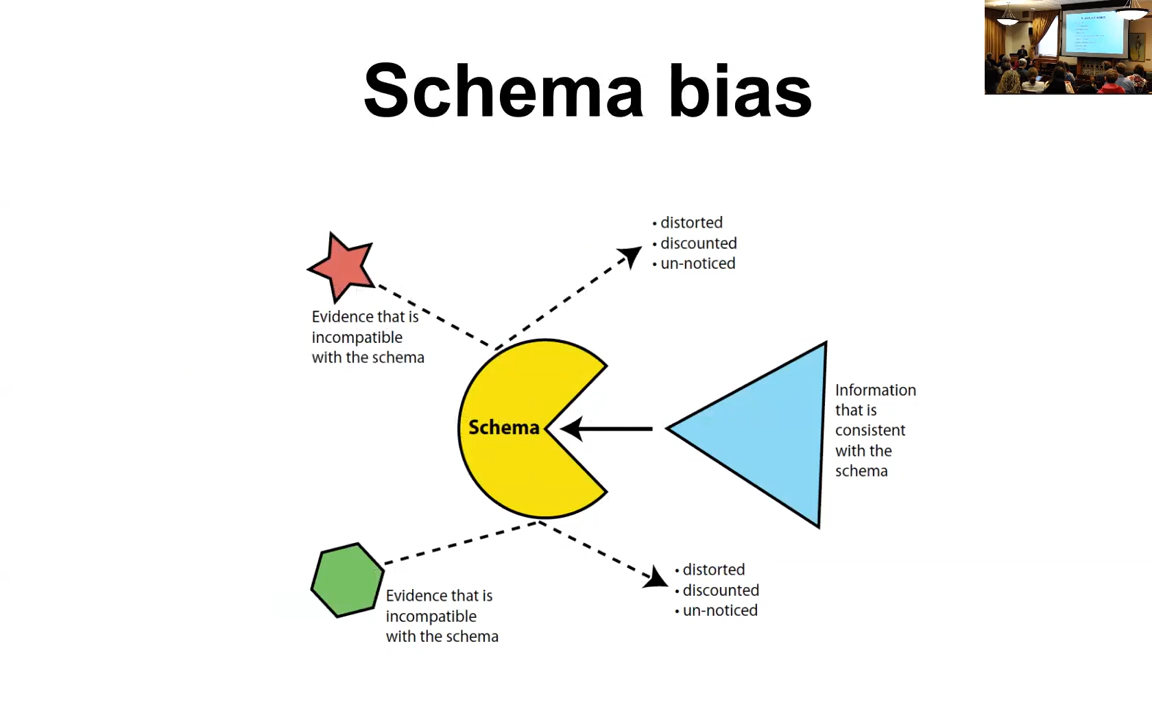 Schema bias
• distorted
• discounted
• un-noticed
Evidence that is
incompatible
with the schema
Schema
Information
that is
consistent
with the
schema
• distorted
• discounted
• un-noticed
Evidence that is
incompatible
with the schema